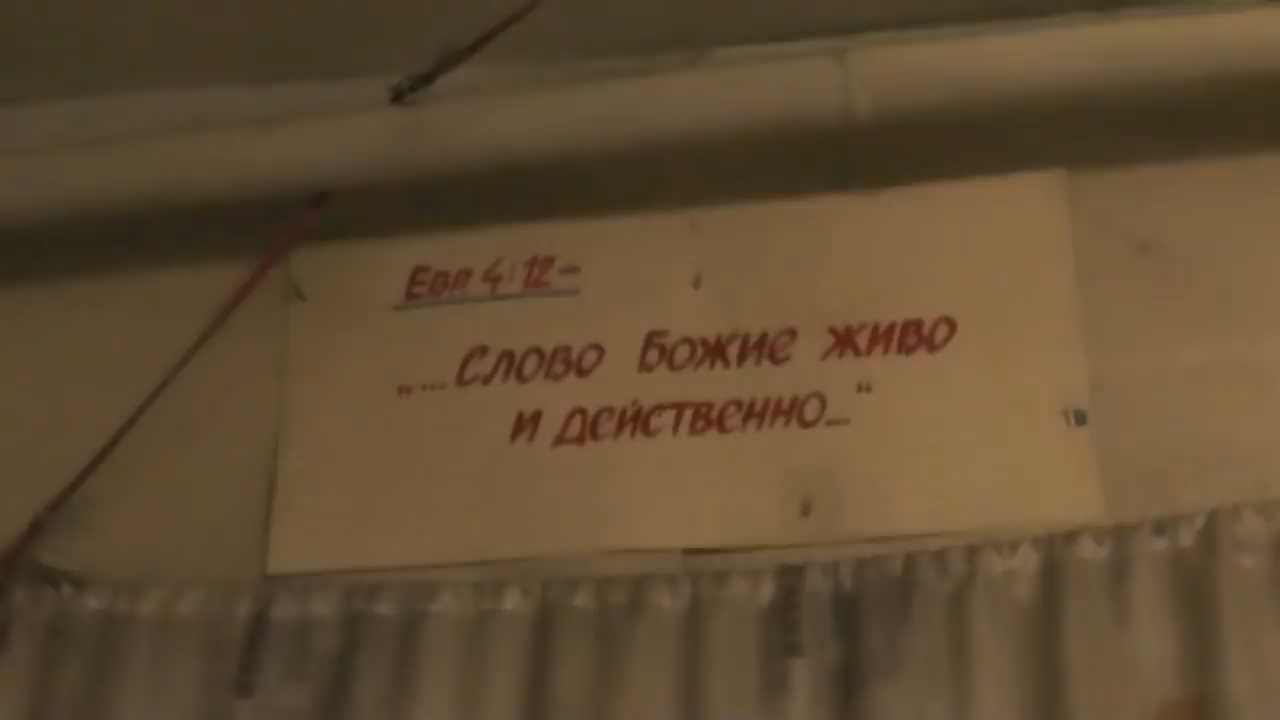 Евр. 4:12–
„...Слово Божие живо
и действенно..."